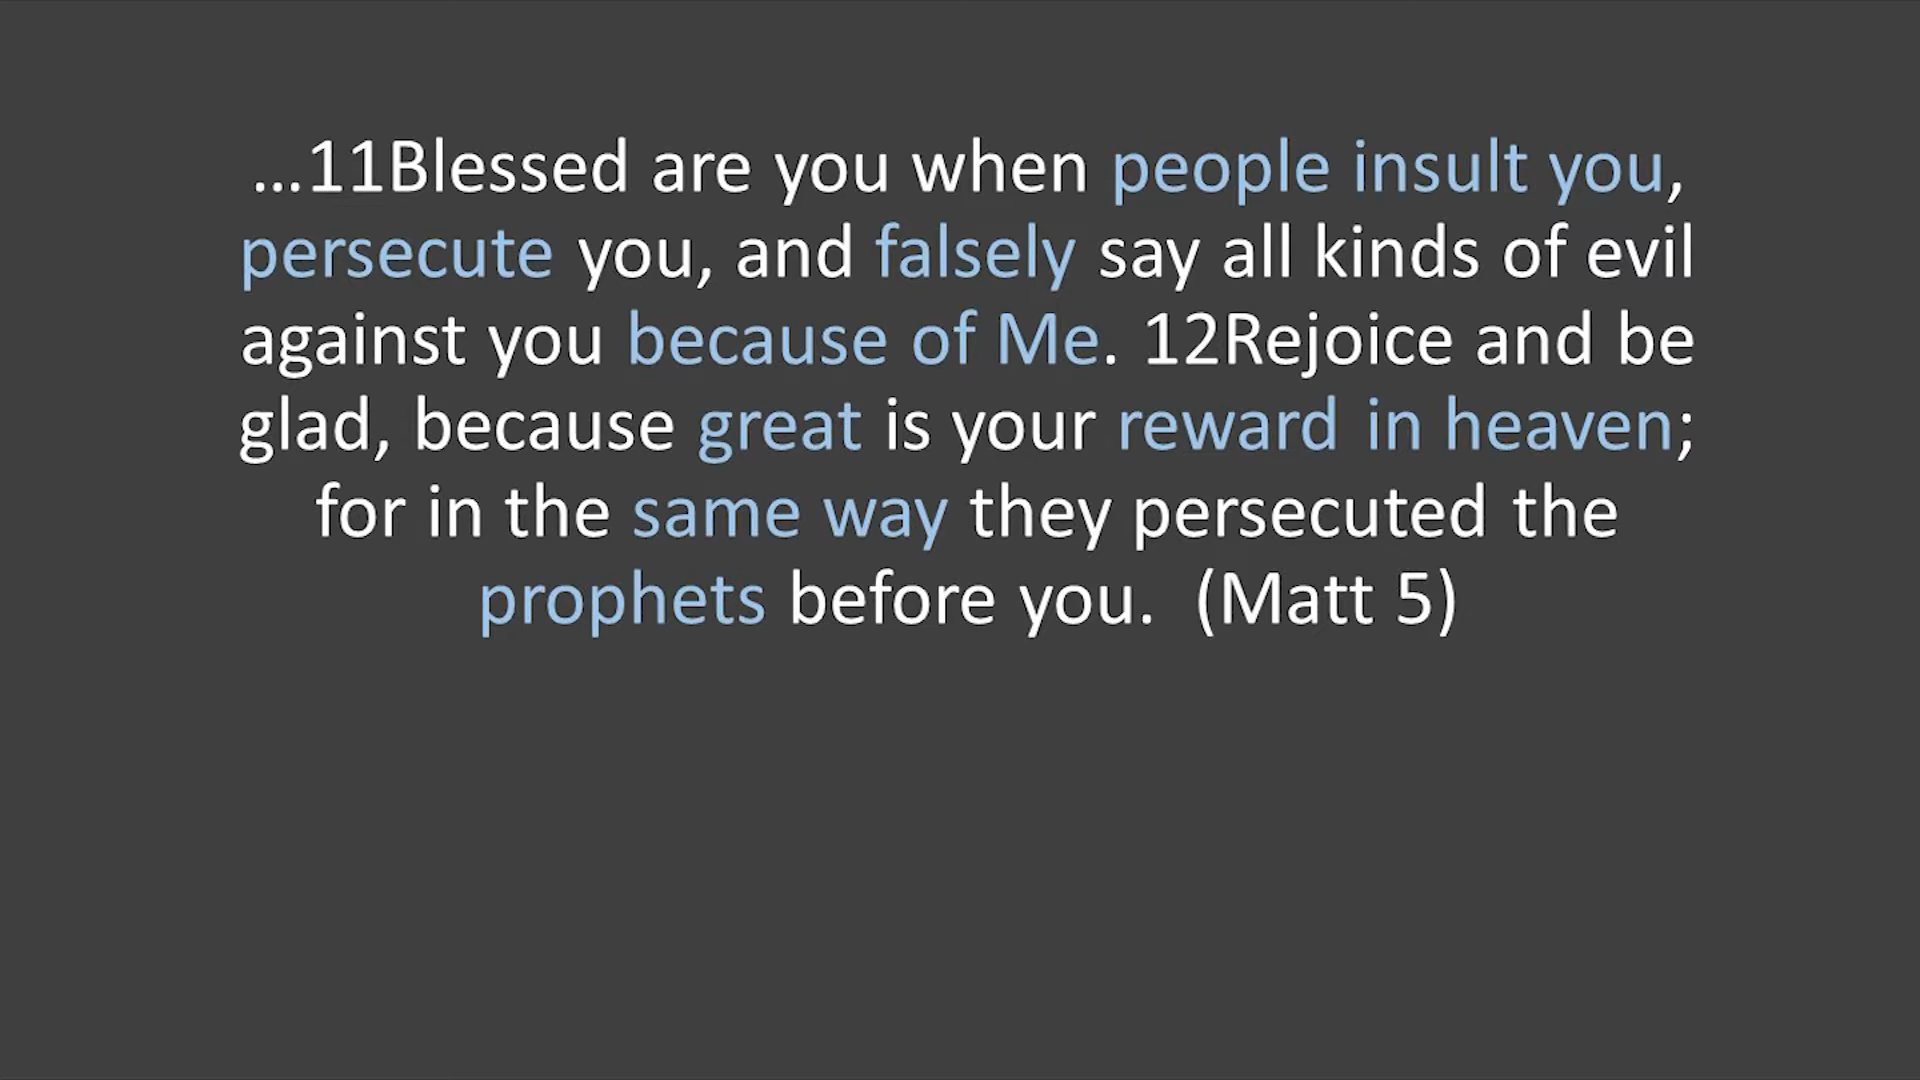 …11Blessed are you when people insult you,
persecute you, and falsely say all kinds of evil
against you because of Me. 12Rejoice and be
glad, because great is your reward in heaven;
for in the same way they persecuted the
prophets before you.  (Matt 5)